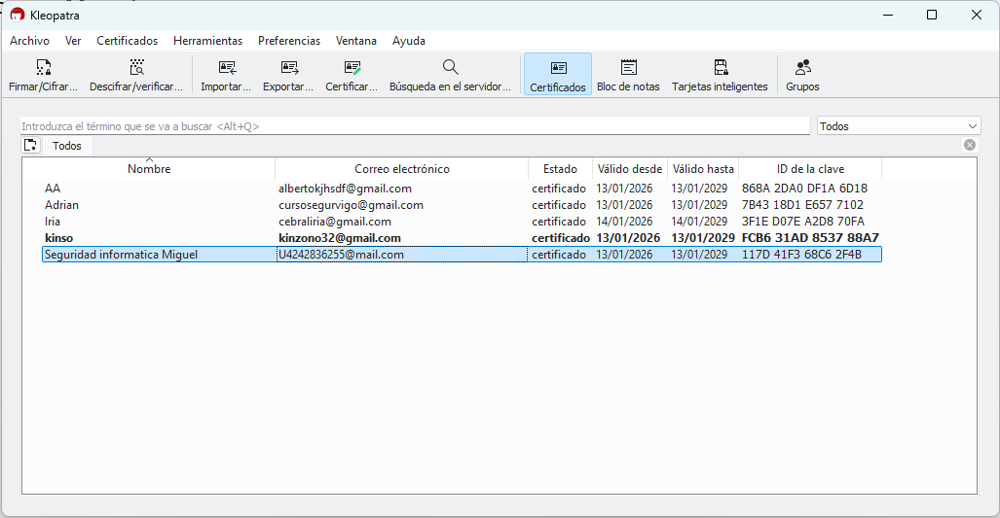 Kleopatra
Archivo Ver Certificados Herramientas Preferencias Ventana Ayuda
Firmar/Cifrar... Descifrar/verificar... Importar... Exportar... Certificar... Búsqueda en el servidor... Certificados Bloc de notas Tarjetas inteligentes Grupos
Introduzca el término que se va a buscar <Alt+Q> Todos
Todos
Nombre Correo electrónico Estado Válido desde Válido hasta ID de la clave
AA albertokjhsdf@gmail.com certificado 13/01/2026 13/01/2029 868A 2DA0 DF1A 6D18
Adrian cursosegurvigo@gmail.com certificado 13/01/2026 13/01/2029 7B43 18D1 E657 7102
Iria cebraliria@gmail.com certificado 14/01/2026 14/01/2029 3F1E D07E A2D8 70FA
kinso kinzono32@gmail.com certificado 13/01/2026 13/01/2029 FCB6 31AD 8537 88A7
Seguridad informatica Miguel U4242836255@mail.com certificado 13/01/2026 13/01/2029 117D 41F3 68C6 2F4B